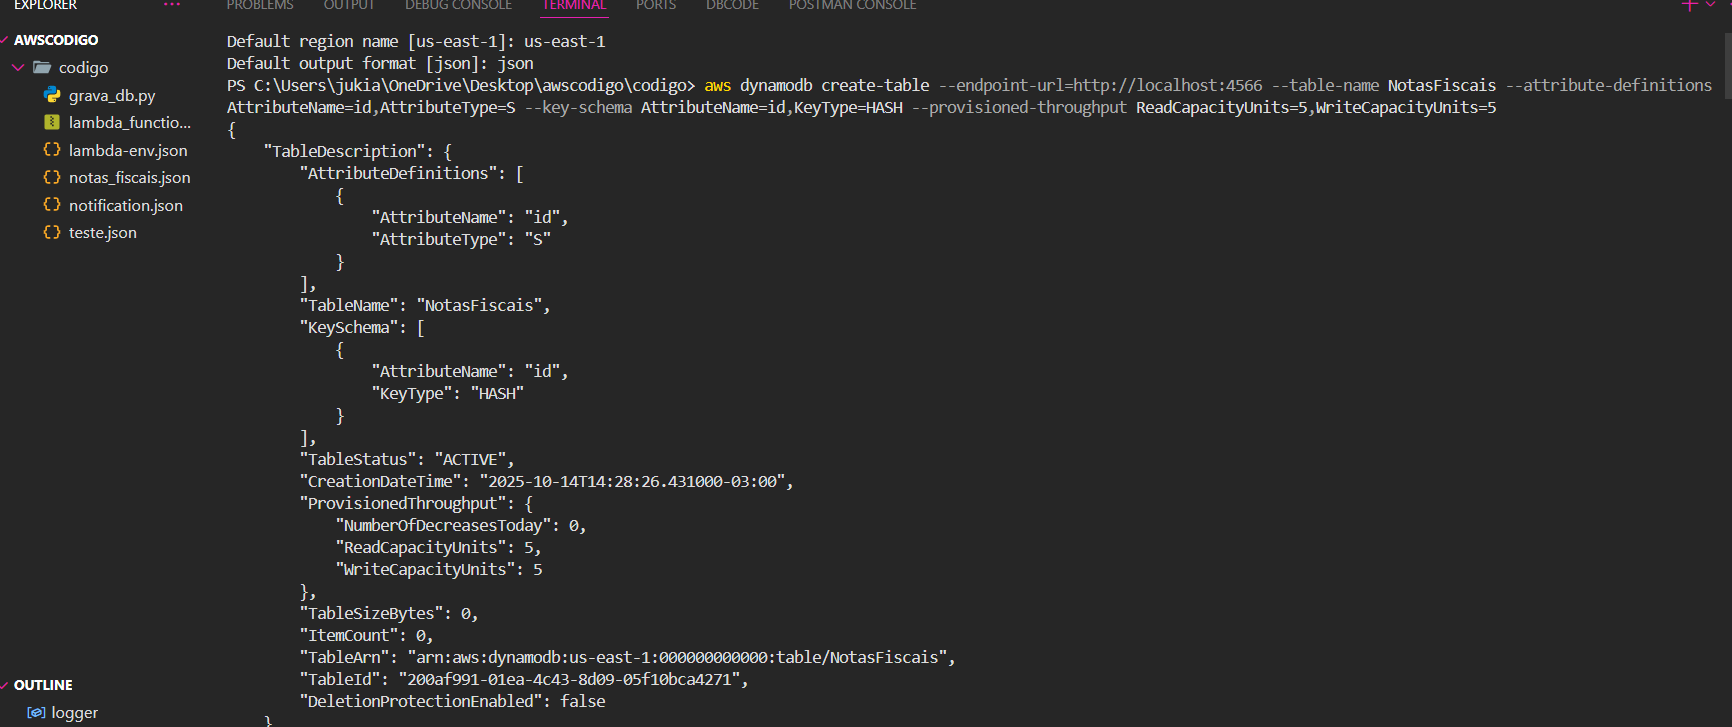 EXPLORER
PROBLEMS OUTPUT DEBUG CONSOLE TERMINAL PORTS DBCODE POSTMAN CONSOLE
AWSCODIGO
codigo
grava_db.py
lambda_functio...
lambda-env.json
notas_fiscais.json
notification.json
teste.json
OUTLINE
logger
Default region name [us-east-1]: us-east-1
Default output format [json]: json
PS C:\Users\jukia\OneDrive\Desktop\awscodigo\codigo> aws dynamodb create-table --endpoint-url=http://localhost:4566 --table-name NotasFiscais --attribute-definitions
AttributeName=id,AttributeType=S --key-schema AttributeName=id,KeyType=HASH --provisioned-throughput ReadCapacityUnits=5,WriteCapacityUnits=5
{
    "TableDescription": {
        "AttributeDefinitions": [
            {
                "AttributeName": "id",
                "AttributeType": "S"
            }
        ],
        "TableName": "NotasFiscais",
        "KeySchema": [
            {
                "AttributeName": "id",
                "KeyType": "HASH"
            }
        ],
        "TableStatus": "ACTIVE",
        "CreationDateTime": "2025-10-14T14:28:26.431000-03:00",
        "ProvisionedThroughput": {
            "NumberOfDecreasesToday": 0,
            "ReadCapacityUnits": 5,
            "WriteCapacityUnits": 5
        },
        "TableSizeBytes": 0,
        "ItemCount": 0,
        "TableArn": "arn:aws:dynamodb:us-east-1:000000000000:table/NotasFiscais",
        "TableId": "200af991-01ea-4c43-8d09-05f10bca4271",
        "DeletionProtectionEnabled": false
    }